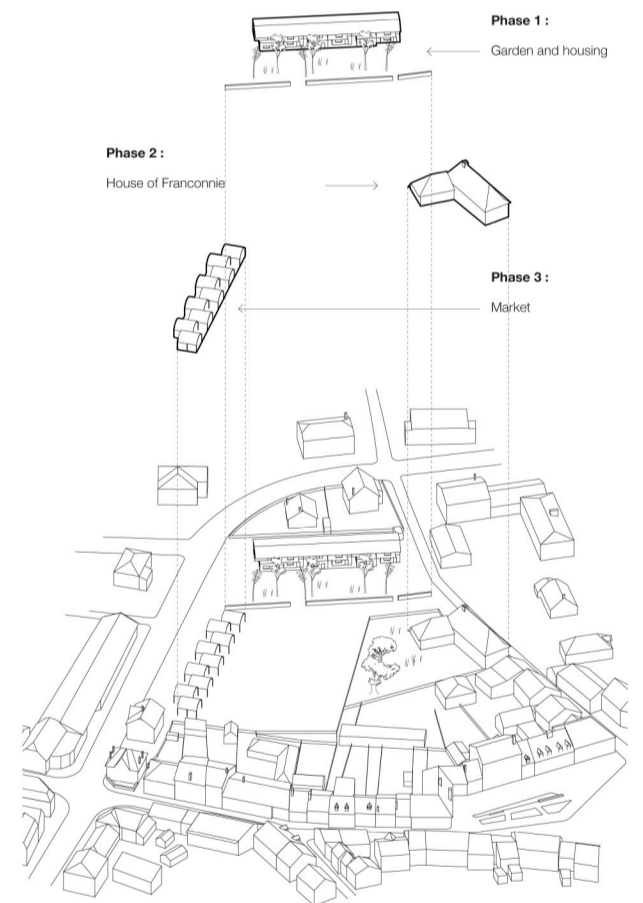 Phase 1 :
Garden and housing
Phase 2 :
House of Franconnie
Phase 3 :
Market